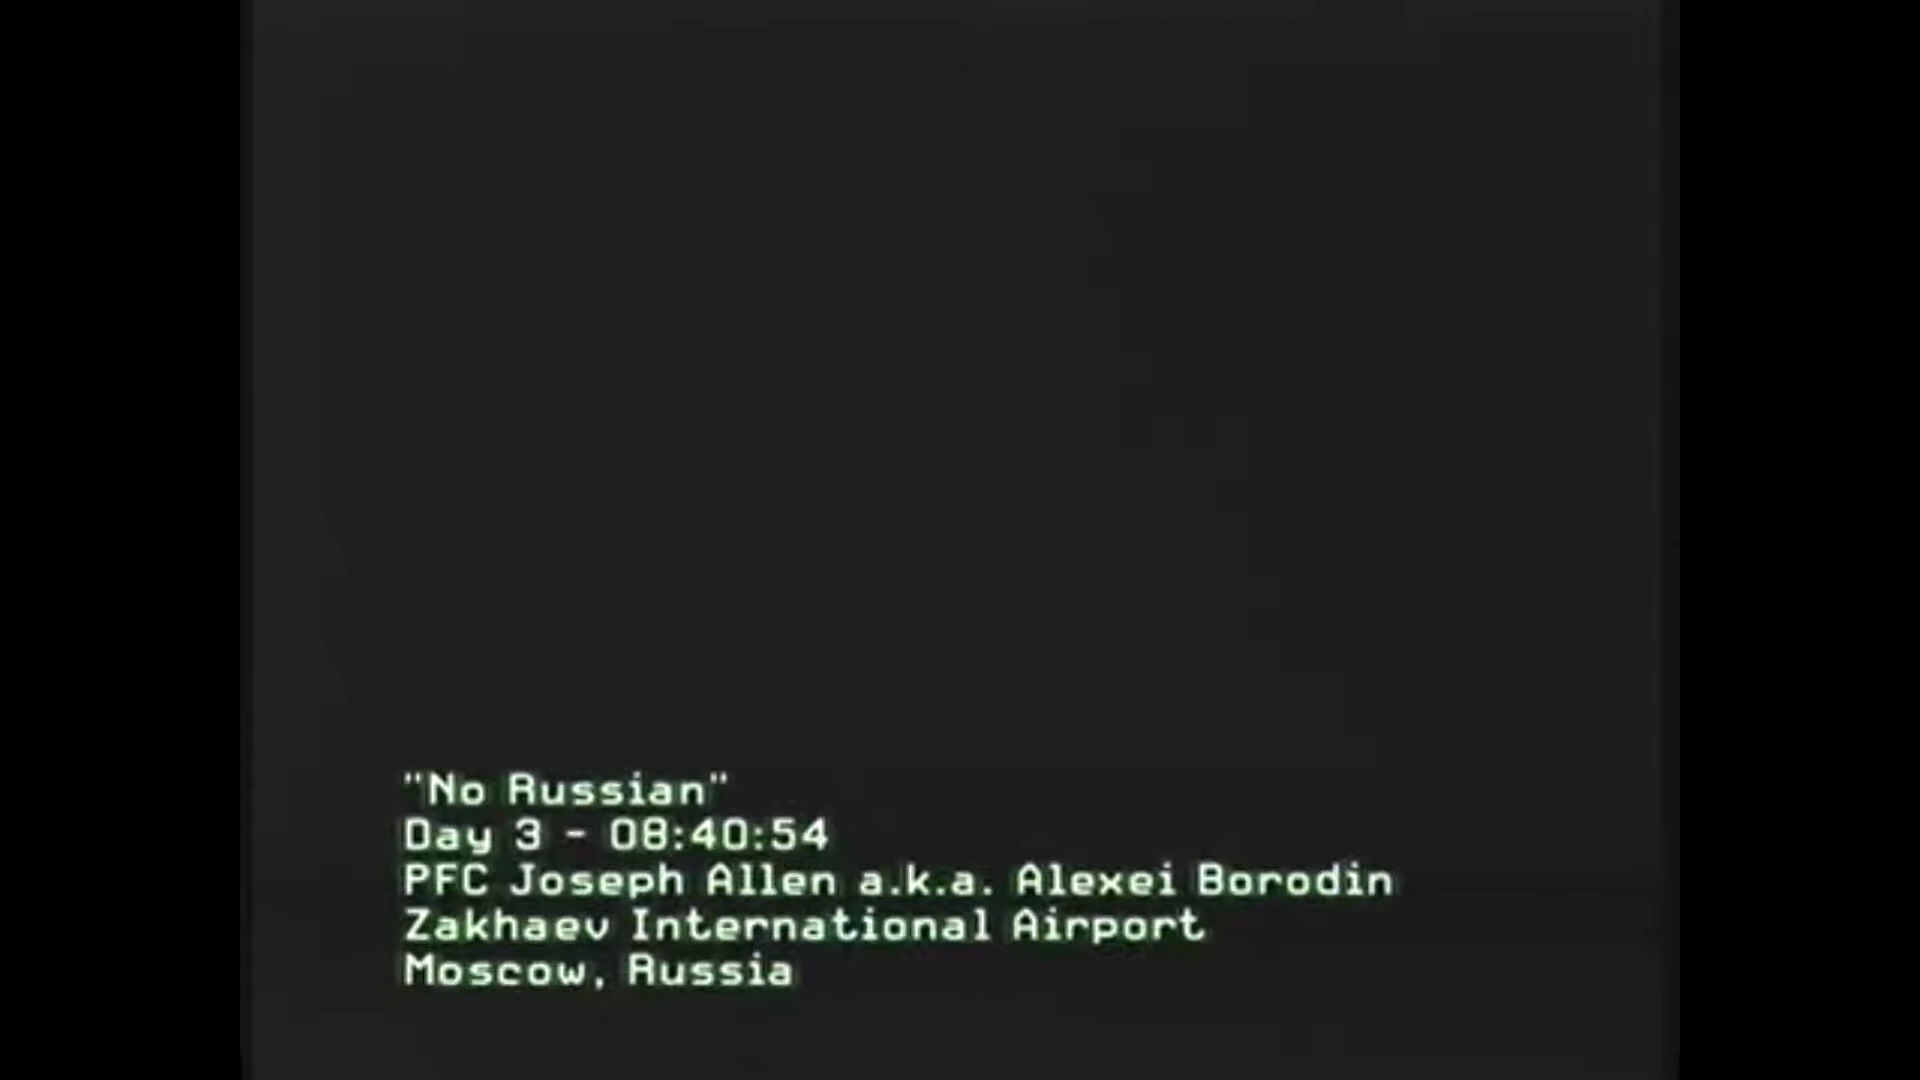 "No Russian"
Day 3 - 08:40:54
PFC Joseph Allen a.k.a. Alexei Borodin
Zakhaev International Airport
Moscow, Russia